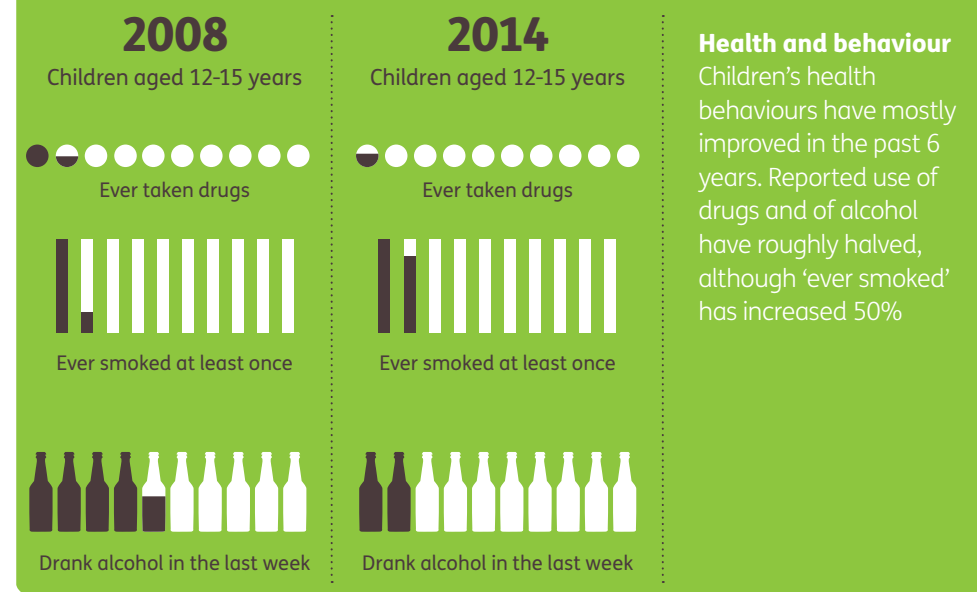 2008
Children aged 12-15 years
Ever taken drugs
Ever smoked at least once
Drank alcohol in the last week
2014
Children aged 12-15 years
Ever taken drugs
Ever smoked at least once
Drank alcohol in the last week
Health and behaviour
Children’s health
behaviours have mostly
improved in the past 6
years. Reported use of
drugs and of alcohol
have roughly halved,
although ‘ever smoked’
has increased 50%